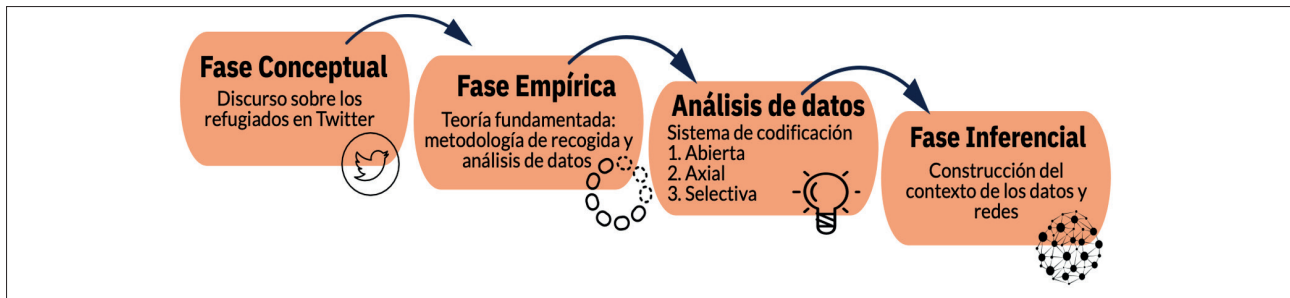 Fase Conceptual
Discurso sobre los
refugiados en Twitter
Fase Empírica
Teoría fundamentada:
metodología de recogida y
análisis de datos
Análisis de datos
Sistema de codificación
1. Abierta
2. Axial
3. Selectiva
Fase Inferencial
Construcción del
contexto de los datos y
redes